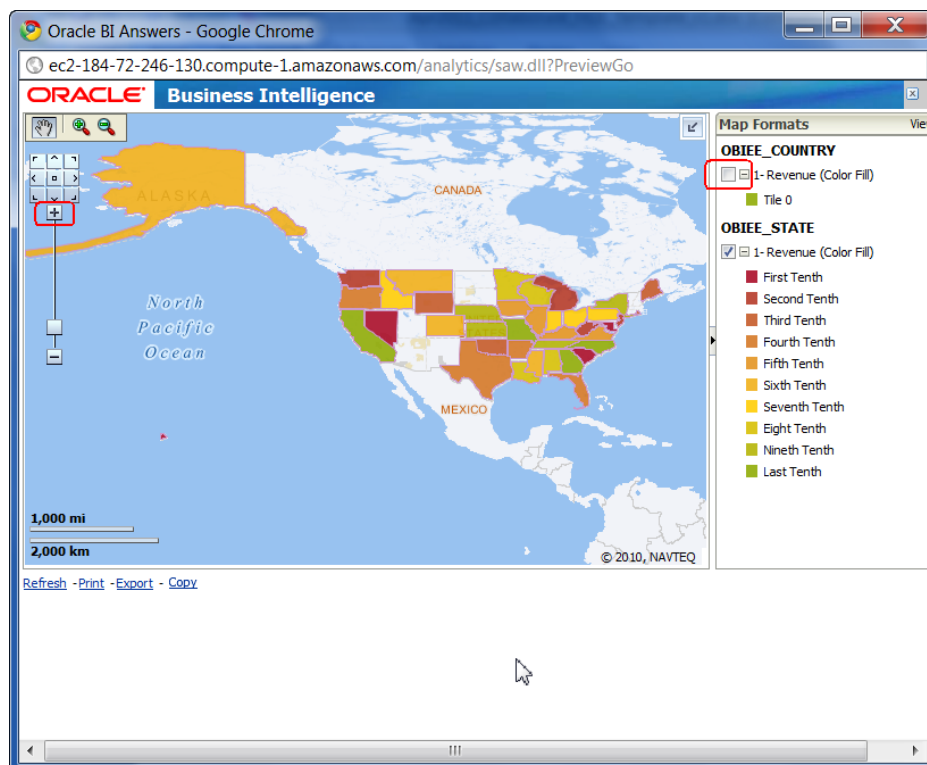 Oracle BI Answers - Google Chrome
ec2-184-72-246-130.compute-1.amazonaws.com/analytics/saw.dll?PreviewGo
ORACLE Business Intelligence
Map Formats
Vie
OBIEE_COUNTRY
1- Revenue (Color Fill)
Tile 0
OBIEE_STATE
1- Revenue (Color Fill)
First Tenth
Second Tenth
Third Tenth
Fourth Tenth
Fifth Tenth
Sixth Tenth
Seventh Tenth
Eight Tenth
Nineth Tenth
Last Tenth
ALASKA
CANADA
North
Pacific
Ocean
MEXICO
1,000 mi
2,000 km
© 2010, NAVTEQ
Refresh - Print - Export - Copy